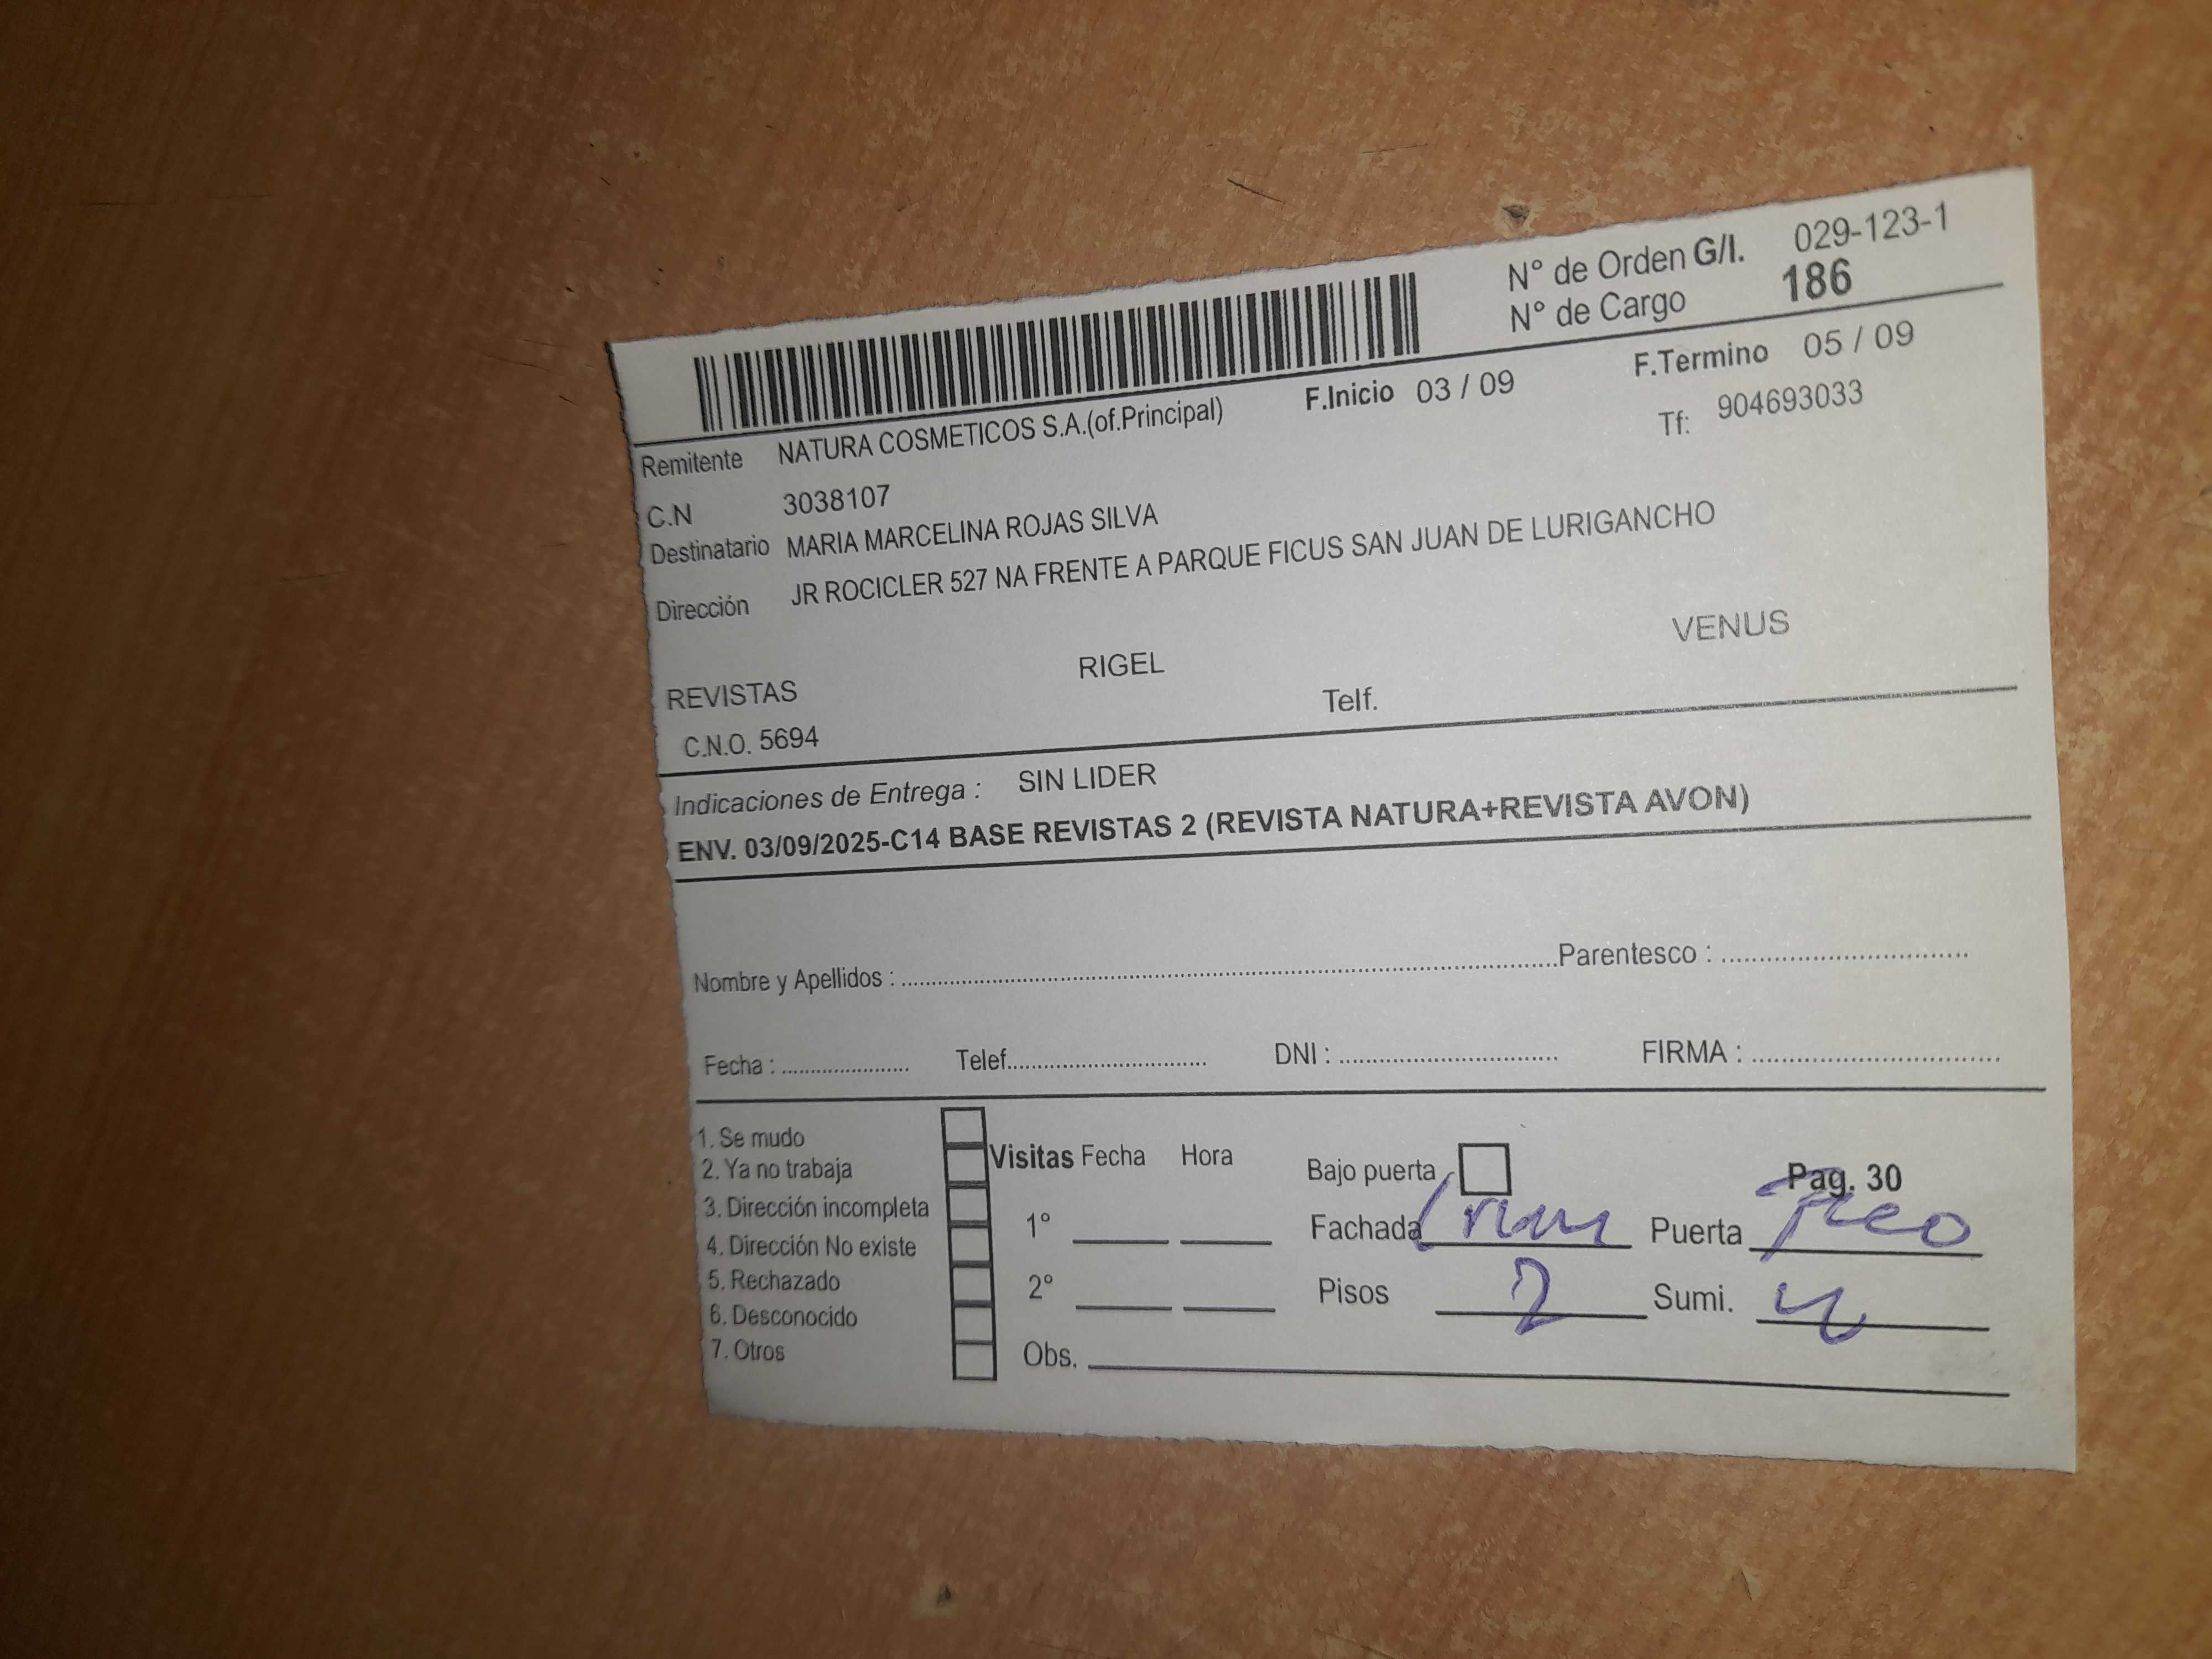 N° de Orden G/I. 029-123-1
N° de Cargo 186
F.Inicio 03 / 09 F.Termino 05 / 09
Remitente NATURA COSMETICOS S.A.(of.Principal) Tf: 904693033
C.N 3038107
Destinatario MARIA MARCELINA ROJAS SILVA
Dirección JR ROCICLER 527 NA FRENTE A PARQUE FICUS SAN JUAN DE LURIGANCHO
REVISTAS RIGEL VENUS
C.N.O. 5694 Telf.
Indicaciones de Entrega : SIN LIDER
ENV. 03/09/2025-C14 BASE REVISTAS 2 (REVISTA NATURA+REVISTA AVON)
Nombre y Apellidos : Parentesco :
Fecha : Telef. DNI : FIRMA :
1. Se mudo
2. Ya no trabaja
3. Dirección incompleta
4. Dirección No existe
5. Rechazado
6. Desconocido
7. Otros
Visitas Fecha Hora
1°
2°
Obs.
Bajo puerta Pag. 30
Fachada Puerta
Pisos 2 Sumi.